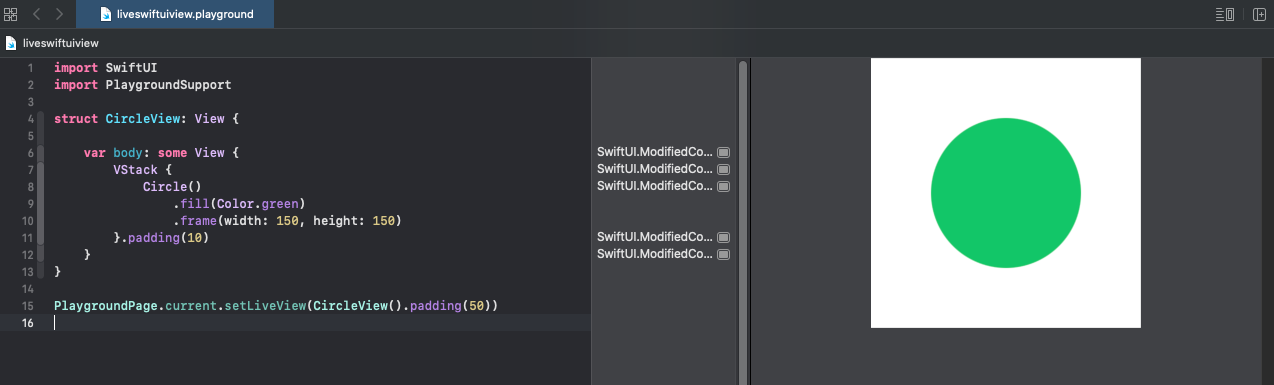 liveswiftuiview.playground
liveswiftuiview
1 import SwiftUI
2 import PlaygroundSupport
3
4 struct CircleView: View {
5
6 var body: some View {
7 VStack {
8 Circle()
9 .fill(Color.green)
10 .frame(width: 150, height: 150)
11 }.padding(10)
12 }
13 }
14
15 PlaygroundPage.current.setLiveView(CircleView().padding(50))
16
SwiftUI.ModifiedCo...
SwiftUI.ModifiedCo...
SwiftUI.ModifiedCo...
SwiftUI.ModifiedCo...
SwiftUI.ModifiedCo...